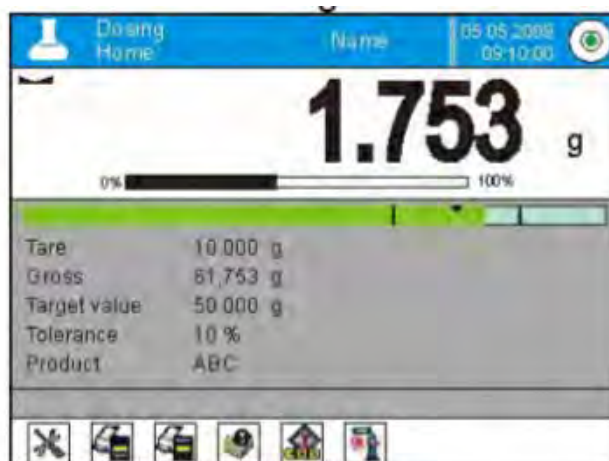 Dosing
Home
Name
05.05.2009
09:10:00
1.753 g
0% 100%
Tare 10.000 g
Gross 61,753 g
Target value 50.000 g
Tolerance 10 %
Product ABC